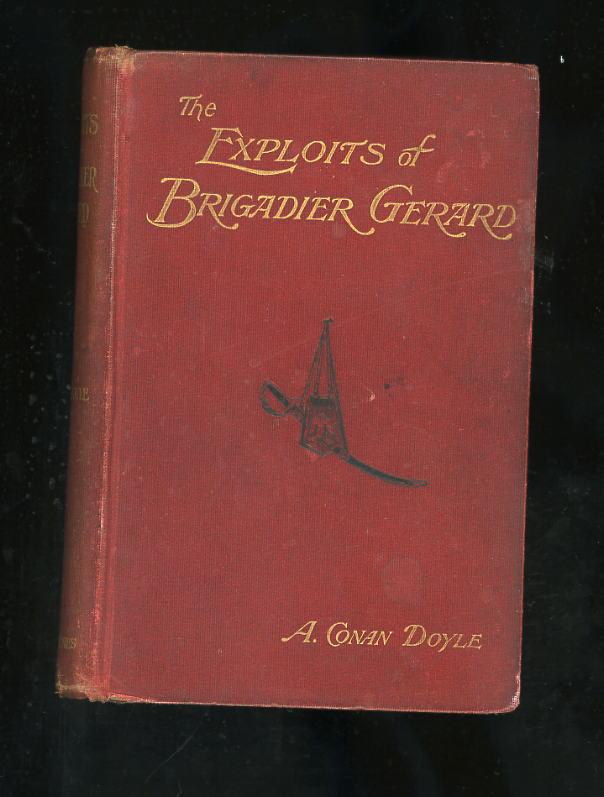 The
EXPLOITS of
BRIGADIER GERARD
A. CONAN DOYLE